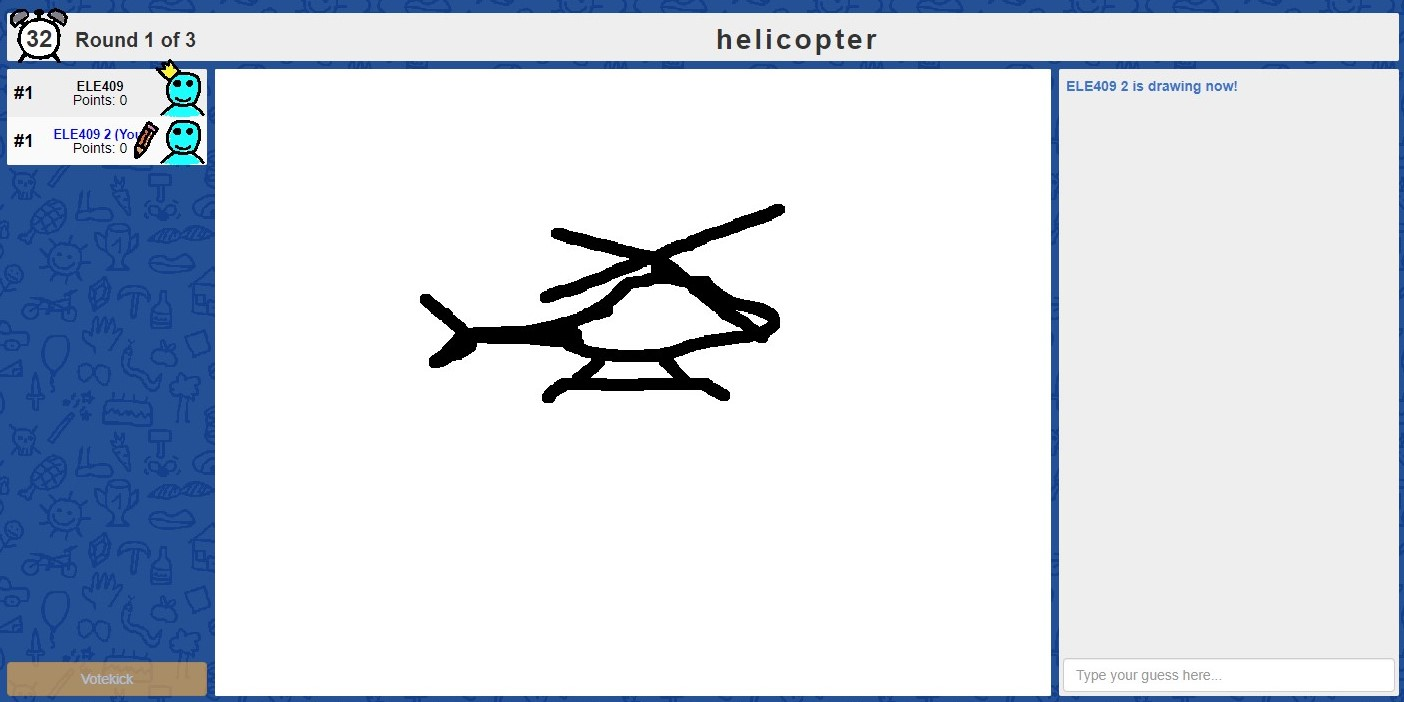 32
Round 1 of 3
helicopter
#1
ELE409
Points: 0
#1
ELE409 2 (You
Points: 0
ELE409 2 is drawing now!
Votekick
Type your guess here...